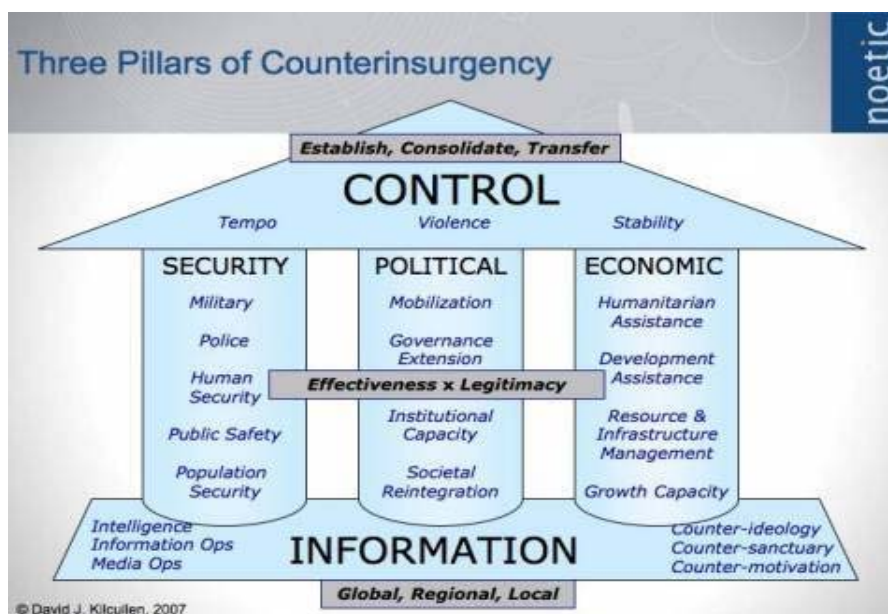 Three Pillars of Counterinsurgency
noetic
Establish, Consolidate, Transfer
CONTROL
Tempo
Violence
Stability
SECURITY
Military
Police
Human
Security
Public Safety
Population
Security
POLITICAL
Mobilization
Governance
Extension
Institutional
Capacity
Societal
Reintegration
ECONOMIC
Humanitarian
Assistance
Development
Assistance
Resource &
Infrastructure
Management
Growth Capacity
Effectiveness x Legitimacy
Intelligence
Information Ops
Media Ops
INFORMATION
Counter-ideology
Counter-sanctuary
Counter-motivation
Global, Regional, Local
© David J. Kilcullen, 2007